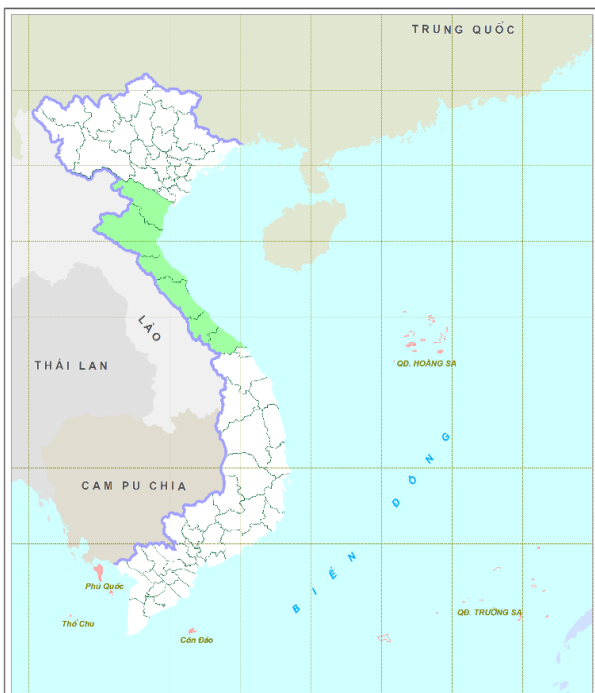 TRUNG QUỐC
LÀO
THÁI LAN
QĐ. HOÀNG SA
CAM PU CHIA
BIỂN ĐÔNG
Phú Quốc
Thổ Chu
Côn Đảo
QĐ. TRƯỜNG SA